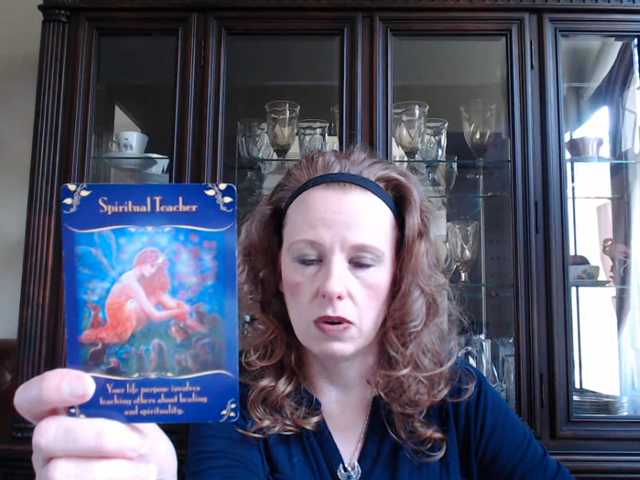 Spiritual Teacher
Your life purpose involves
teaching others about healing
and spirituality.